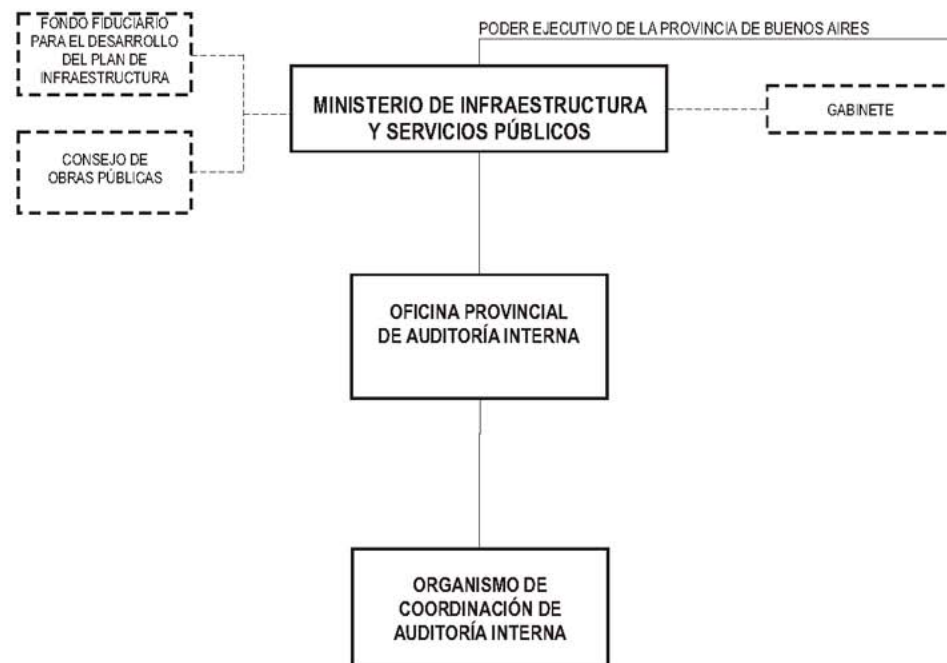 FONDO FIDUCIARIO
PARA EL DESARROLLO
DEL PLAN DE
INFRAESTRUCTURA
PODER EJECUTIVO DE LA PROVINCIA DE BUENOS AIRES
MINISTERIO DE INFRAESTRUCTURA
Y SERVICIOS PÚBLICOS
GABINETE
CONSEJO DE
OBRAS PÚBLICAS
OFICINA PROVINCIAL
DE AUDITORÍA INTERNA
ORGANISMO DE
COORDINACIÓN DE
AUDITORÍA INTERNA